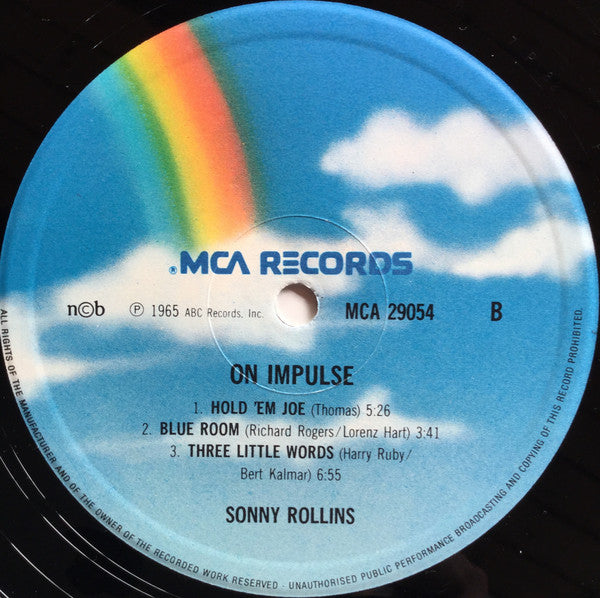 ® MCA RECORDS
n©b ℗ 1965 ABC Records, Inc. MCA 29054 B
ON IMPULSE
1. HOLD 'EM JOE (Thomas) 5:26
2. BLUE ROOM (Richard Rogers/Lorenz Hart) 3:41
3. THREE LITTLE WORDS (Harry Ruby/
Bert Kalmar) 6:55
SONNY ROLLINS
ALL RIGHTS OF THE MANUFACTURER AND OF THE OWNER OF THE RECORDED WORK RESERVED - UNAUTHORISED PUBLIC PERFORMANCE BROADCASTING AND COPYING OF THIS RECORD PROHIBITED.